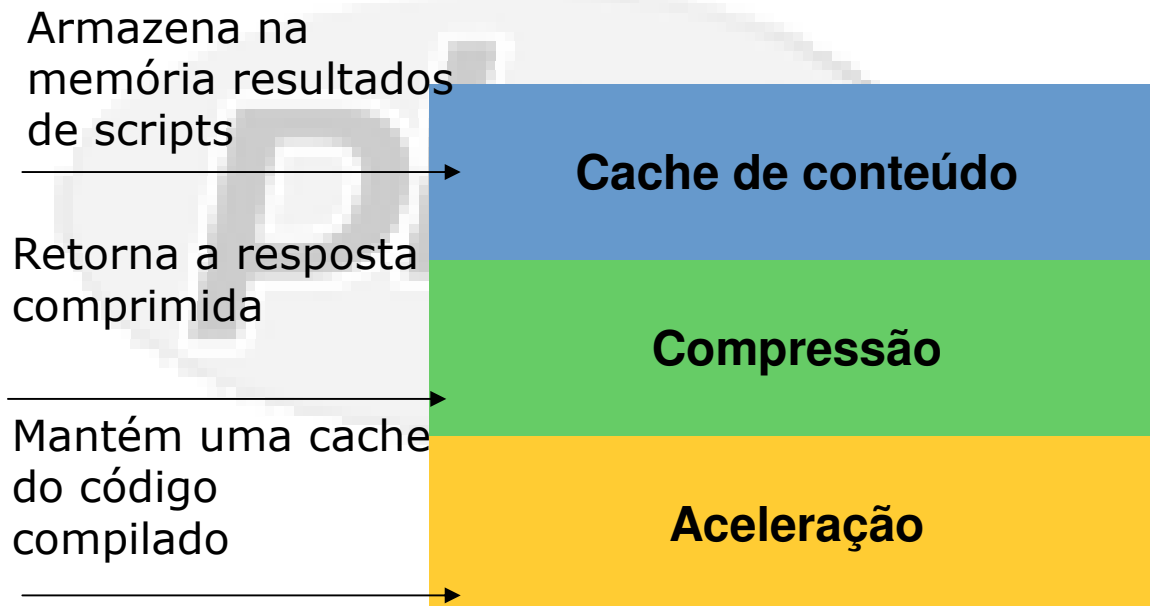 Armazena na
memória resultados
de scripts
Cache de conteúdo
Retorna a resposta
comprimida
Compressão
Mantém uma cache
do código
compilado
Aceleração